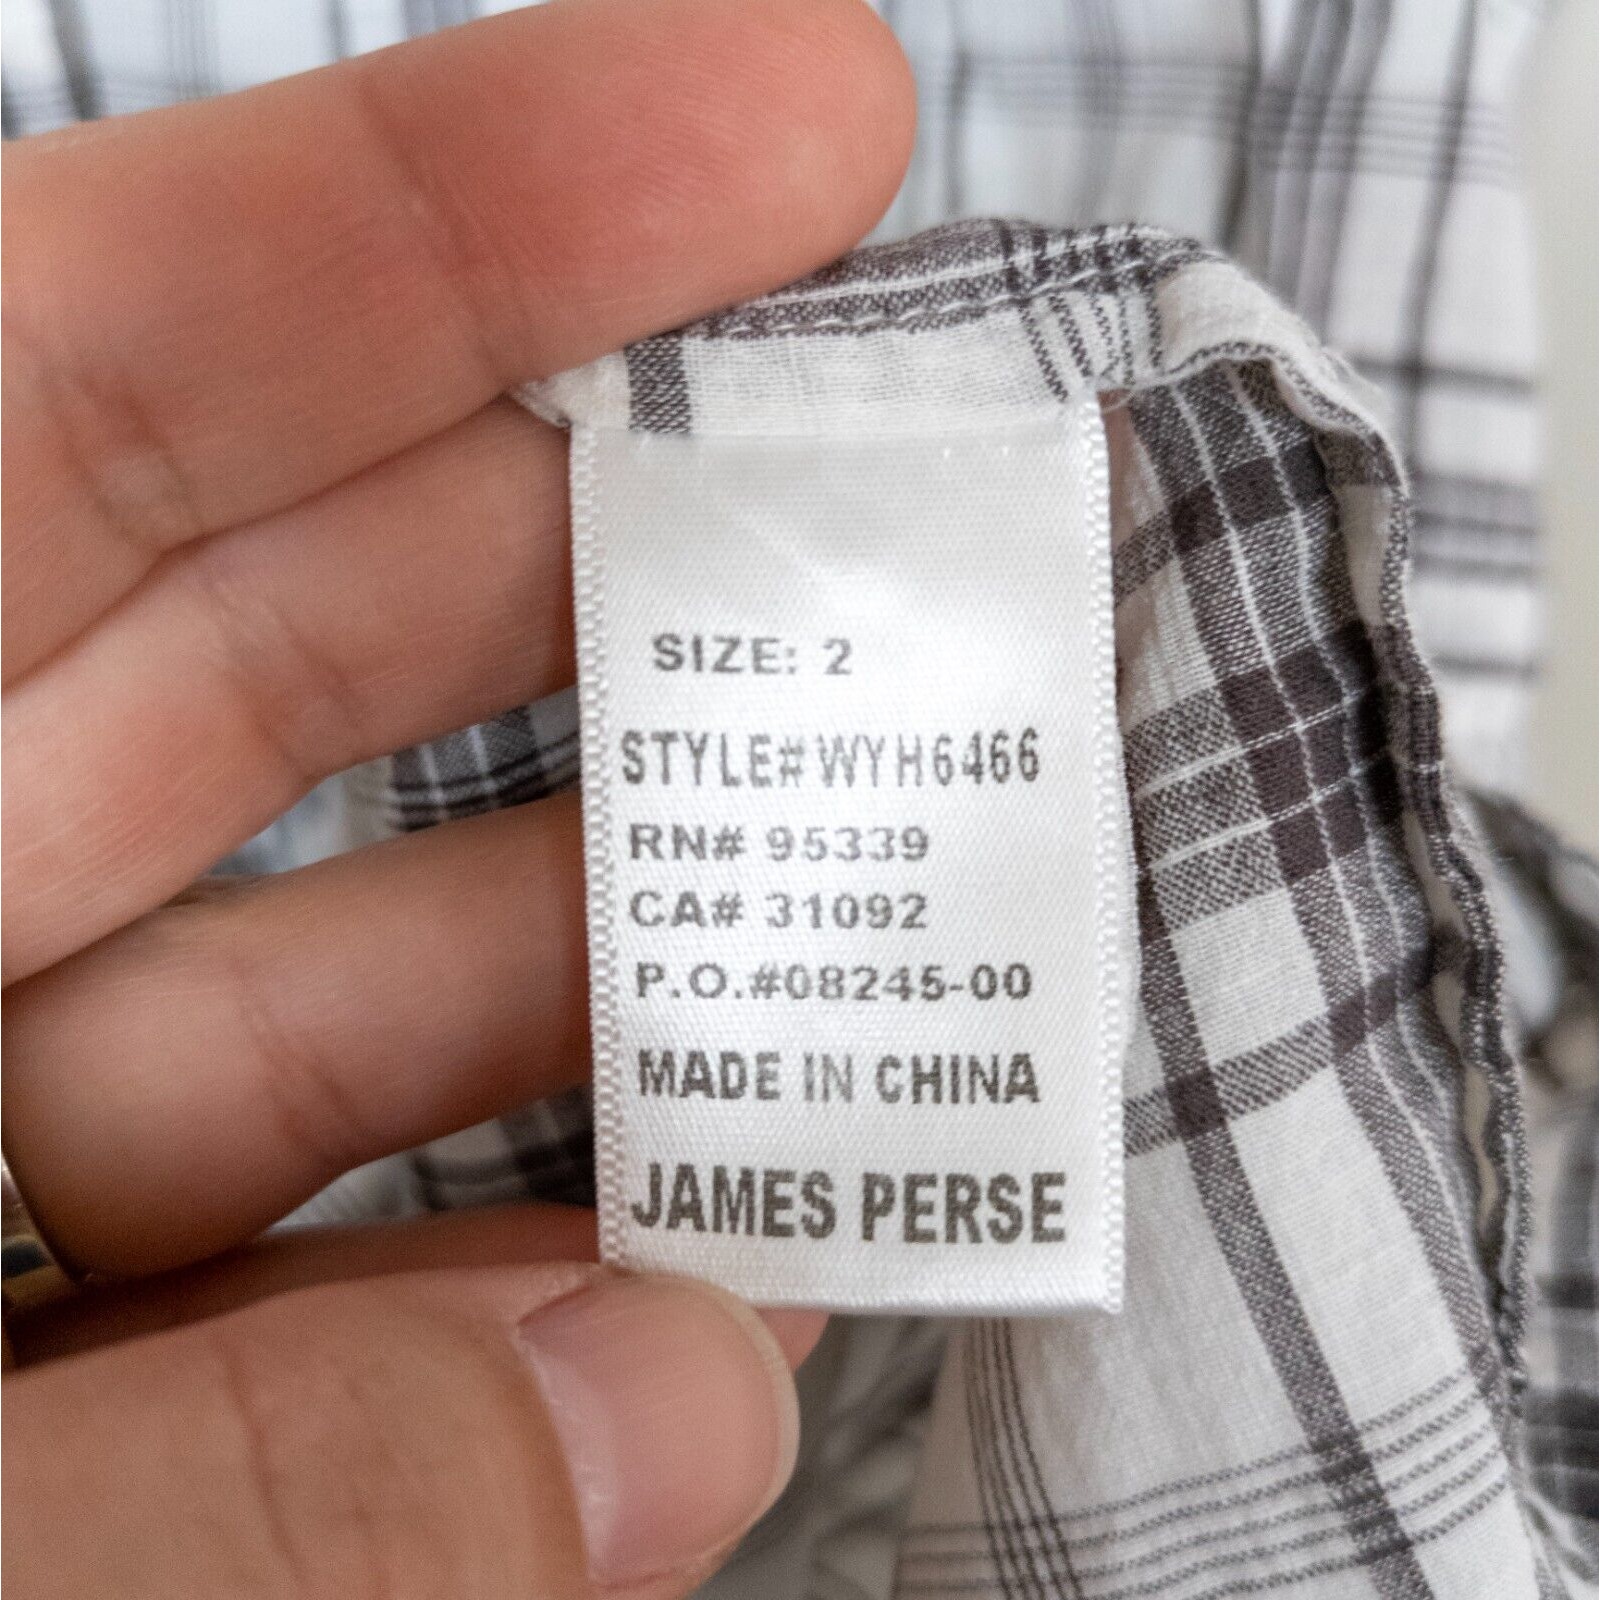 SIZE: 2
STYLE#WYH6466
RN# 95339
CA# 31092
P.O.#08245-00
MADE IN CHINA
JAMES PERSE